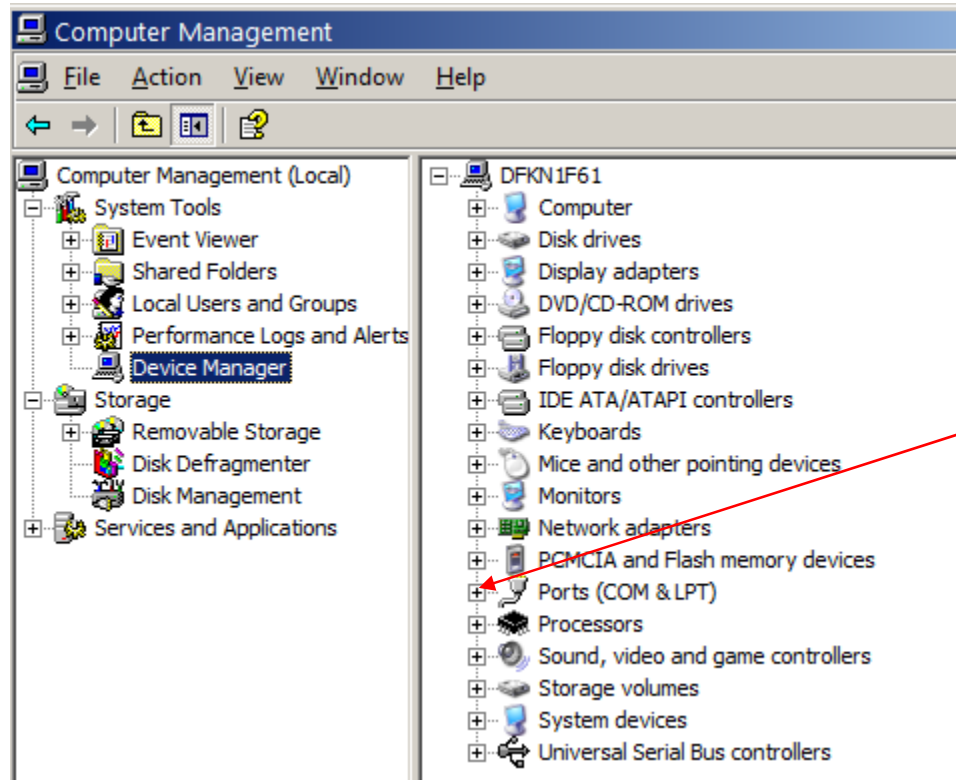 Computer Management
File Action View Window Help
Computer Management (Local)
System Tools
Event Viewer
Shared Folders
Local Users and Groups
Performance Logs and Alerts
Device Manager
Storage
Removable Storage
Disk Defragmenter
Disk Management
Services and Applications
DFKN1F61
Computer
Disk drives
Display adapters
DVD/CD-ROM drives
Floppy disk controllers
Floppy disk drives
IDE ATA/ATAPI controllers
Keyboards
Mice and other pointing devices
Monitors
Network adapters
PCMCIA and Flash memory devices
Ports (COM & LPT)
Processors
Sound, video and game controllers
Storage volumes
System devices
Universal Serial Bus controllers